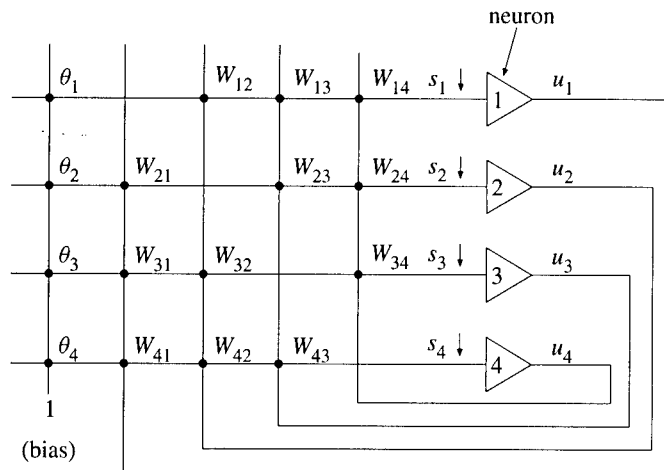 neuron
θ₁ W₁₂ W₁₃ W₁₄ s₁ ↓ 1 u₁
θ₂ W₂₁ W₂₃ W₂₄ s₂ ↓ 2 u₂
θ₃ W₃₁ W₃₂ W₃₄ s₃ ↓ 3 u₃
θ₄ W₄₁ W₄₂ W₄₃ s₄ ↓ 4 u₄
1
(bias)